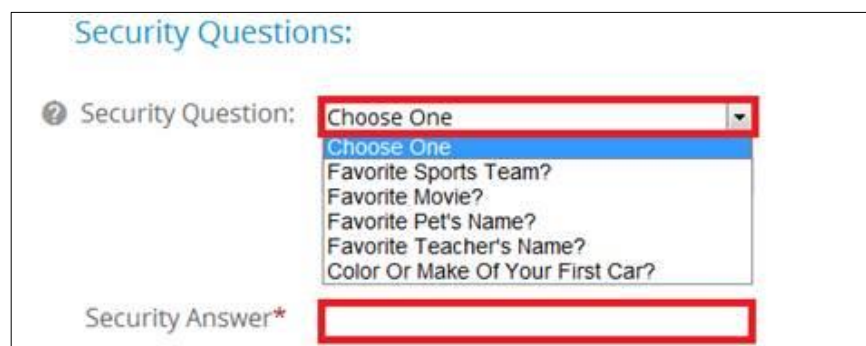 Security Questions:
Security Question: Choose One
Choose One
Favorite Sports Team?
Favorite Movie?
Favorite Pet's Name?
Favorite Teacher's Name?
Color Or Make Of Your First Car?
Security Answer*